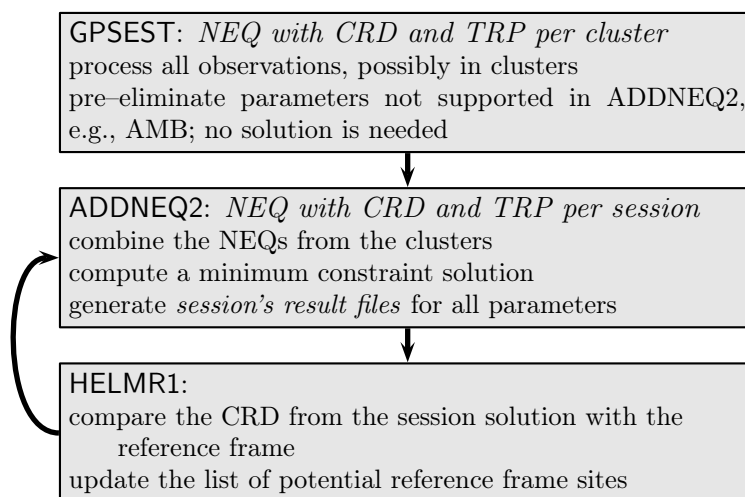 GPSEST: NEQ with CRD and TRP per cluster
process all observations, possibly in clusters
pre–eliminate parameters not supported in ADDNEQ2,
e.g., AMB; no solution is needed
ADDNEQ2: NEQ with CRD and TRP per session
combine the NEQs from the clusters
compute a minimum constraint solution
generate session's result files for all parameters
HELMR1:
compare the CRD from the session solution with the
reference frame
update the list of potential reference frame sites